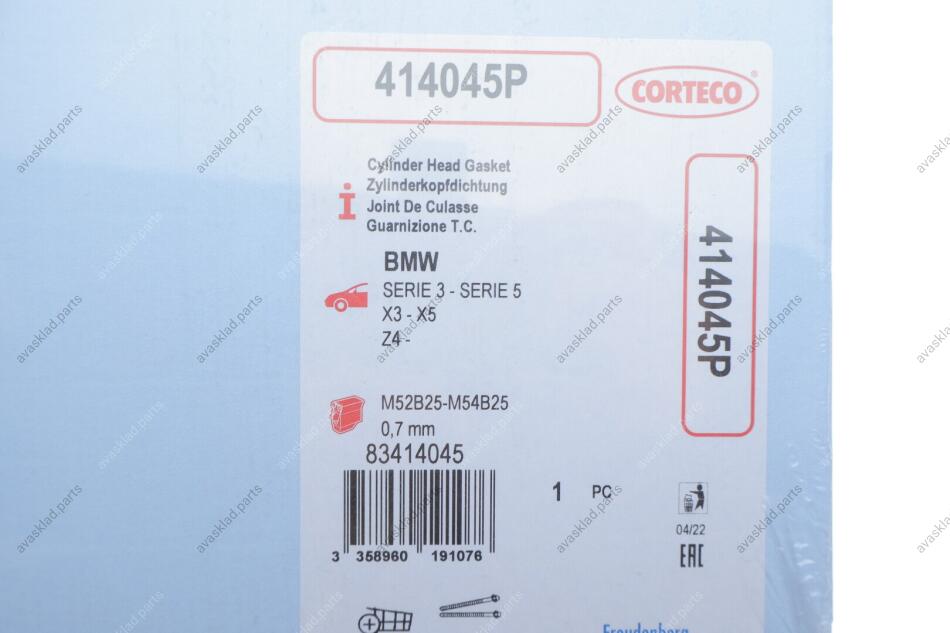 414045P
CORTECO
®
Cylinder Head Gasket
Zylinderkopfdichtung
Joint De Culasse
Guarnizione T.C.
BMW
SERIE 3 - SERIE 5
X3 - X5
Z4 -
414045P
M52B25-M54B25
0,7 mm
83414045
1 PC
04/22
EAC
3 358960 191076
Freudenberg
avasklad.parts